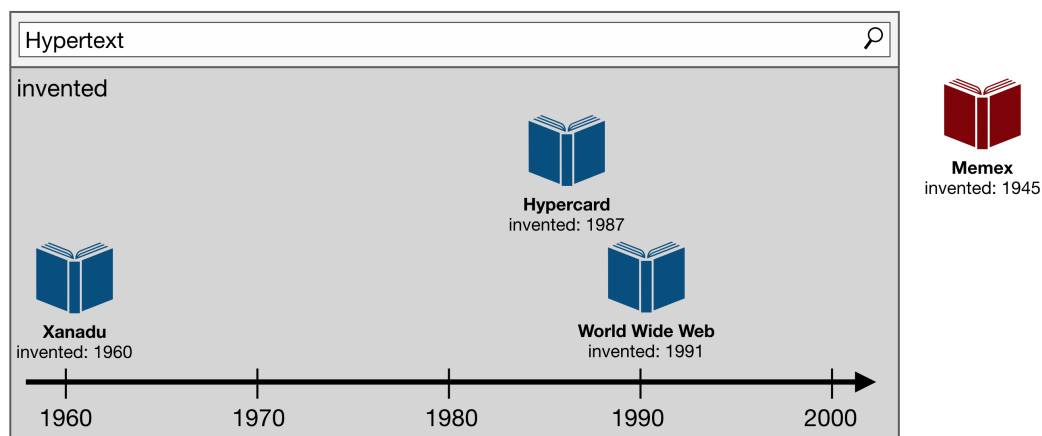 Hypertext
invented
Memex
invented: 1945
Hypercard
invented: 1987
Xanadu
invented: 1960
World Wide Web
invented: 1991
1960
1970
1980
1990
2000